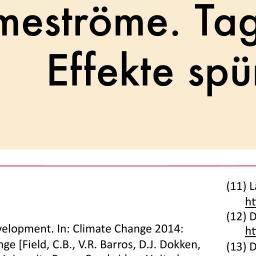 meströme. Tag
Effekte spür
velopment. In: Climate Change 2014:
nge [Field, C.B., V.R. Barros, D.J. Dokken,
(11) L
ht
(12) D
ht
(13) D